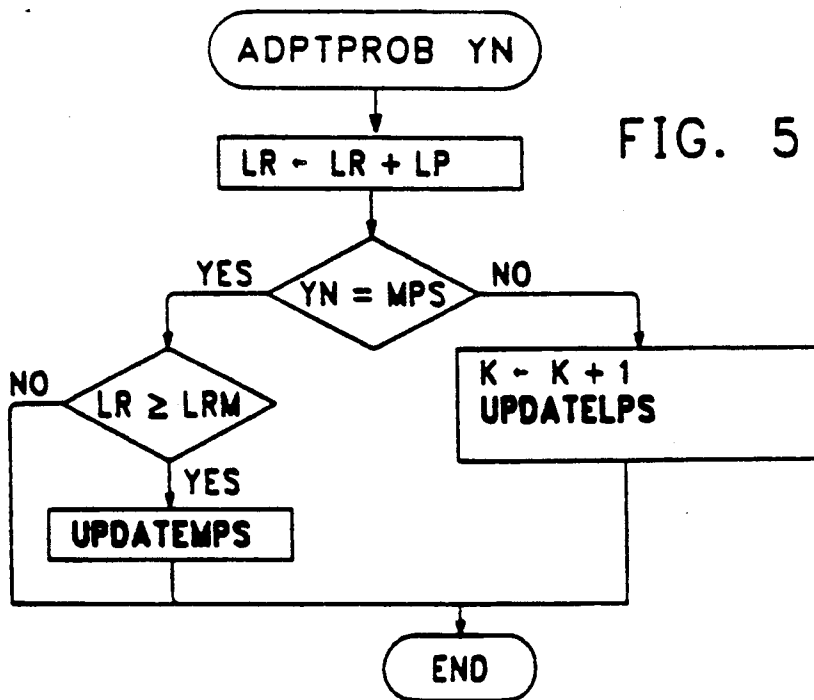 ADPTPROB YN
FIG. 5
LR ← LR + LP
YN = MPS
YES
NO
NO
LR ≥ LRM
K ← K + 1
UPDATELPS
YES
UPDATEMPS
END